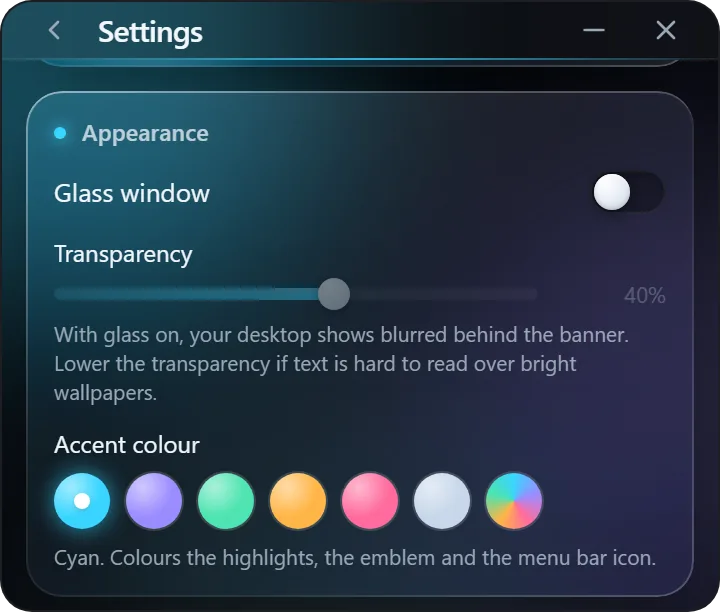 Settings
Appearance
Glass window
Transparency
40%
With glass on, your desktop shows blurred behind the banner.
Lower the transparency if text is hard to read over bright
wallpapers.
Accent colour
Cyan. Colours the highlights, the emblem and the menu bar icon.